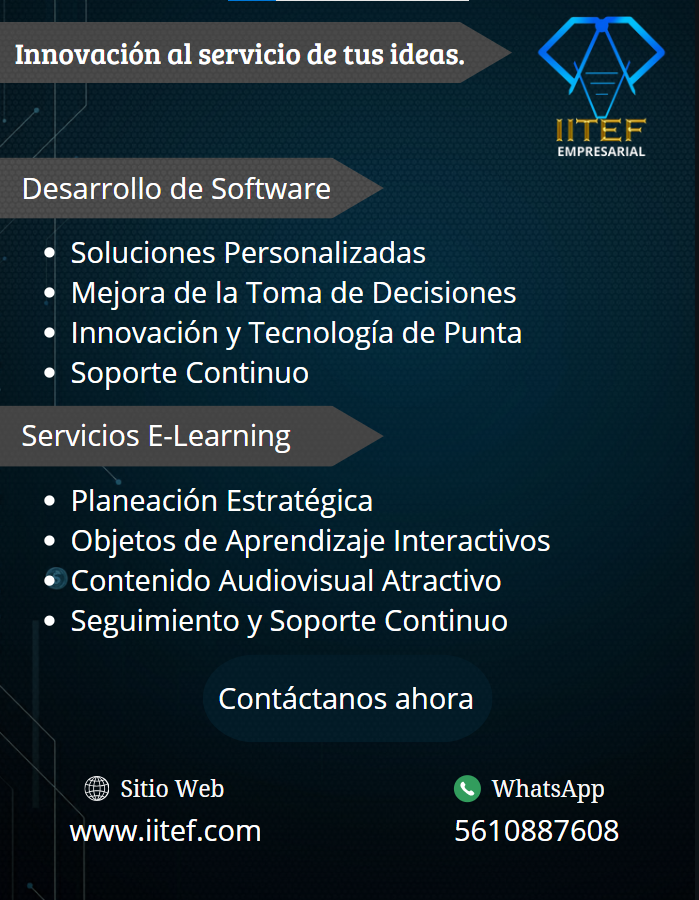 Innovación al servicio de tus ideas.
IITEF
EMPRESARIAL
Desarrollo de Software
Soluciones Personalizadas
Mejora de la Toma de Decisiones
Innovación y Tecnología de Punta
Soporte Continuo
Servicios E-Learning
Planeación Estratégica
Objetos de Aprendizaje Interactivos
Contenido Audiovisual Atractivo
Seguimiento y Soporte Continuo
Contáctanos ahora
Sitio Web
www.iitef.com
WhatsApp
5610887608